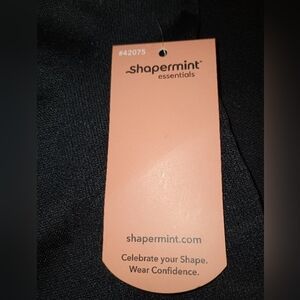 #42075
shapermint
essentials
shapermint.com
Celebrate your Shape.
Wear Confidence.